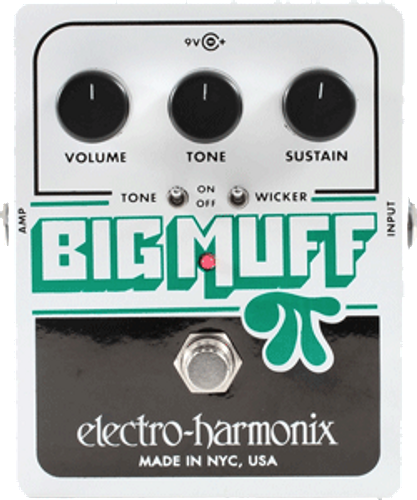 9V +
VOLUME TONE SUSTAIN
TONE ON OFF WICKER
AMP
INPUT
BIG MUFF
π
electro-harmonix
MADE IN NYC, USA